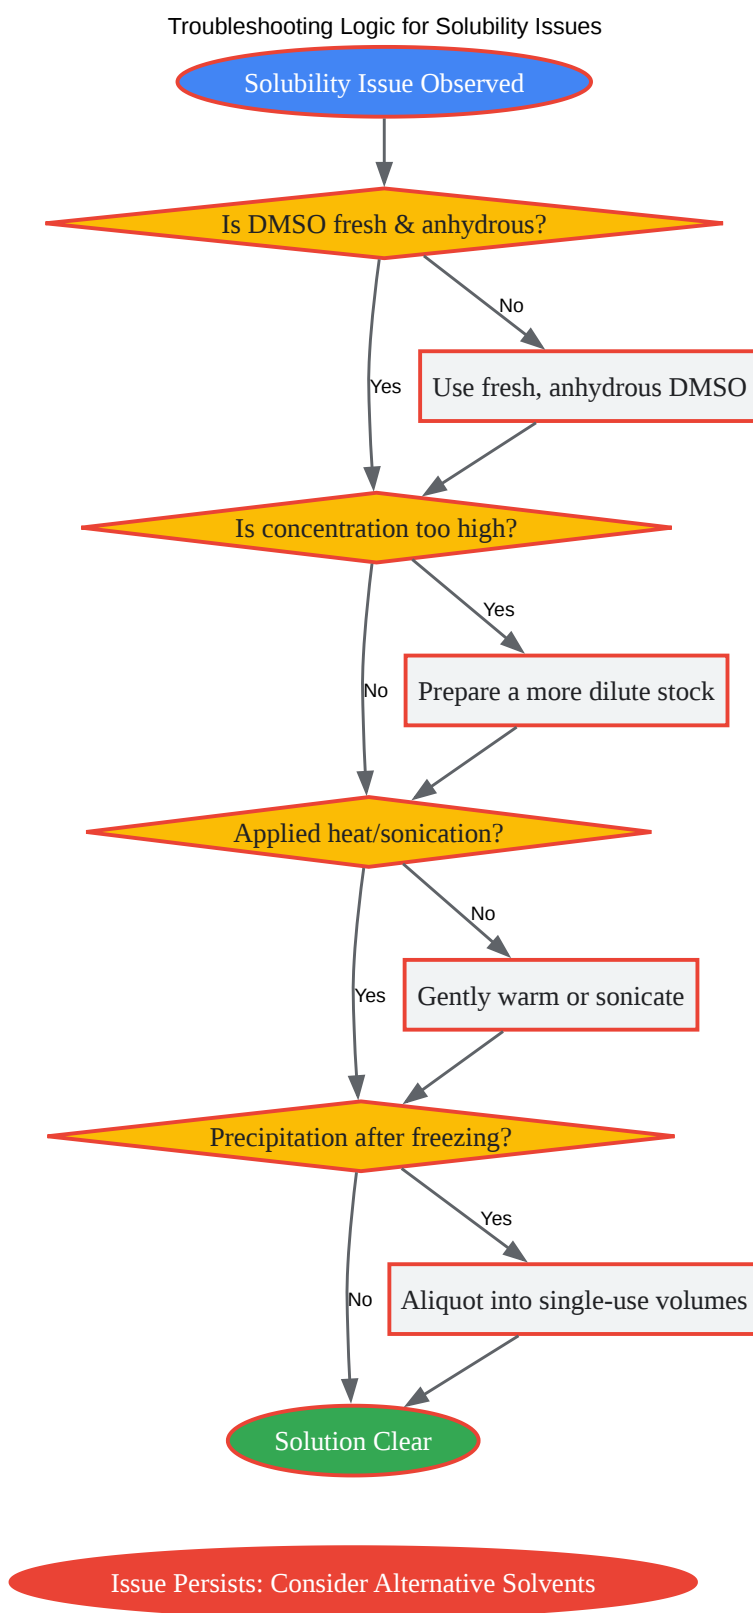 Troubleshooting Logic for Solubility Issues
Solubility Issue Observed
Is DMSO fresh & anhydrous?
No
Yes
Use fresh, anhydrous DMSO
Is concentration too high?
Yes
No
Prepare a more dilute stock
Applied heat/sonication?
No
Yes
Gently warm or sonicate
Precipitation after freezing?
Yes
No
Aliquot into single-use volumes
Solution Clear
Issue Persists: Consider Alternative Solvents